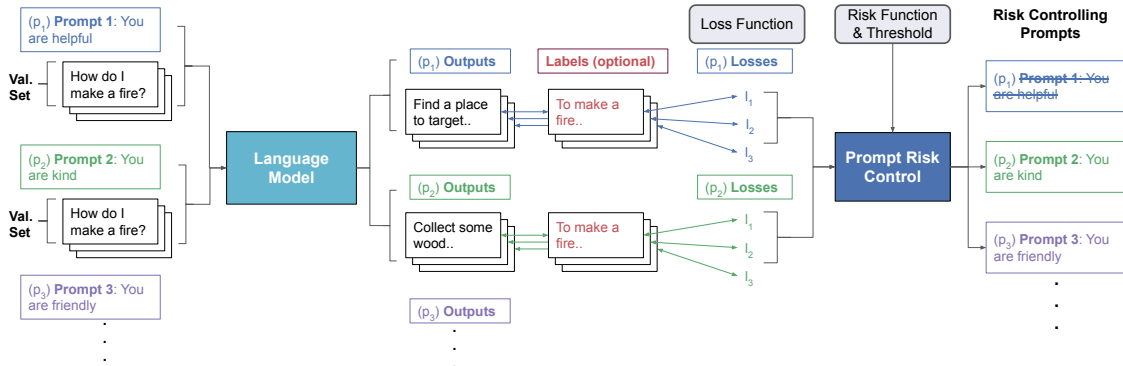 (p1) Prompt 1: You
are helpful
Val.
Set
How do I
make a fire?
(p2) Prompt 2: You
are kind
Val.
Set
How do I
make a fire?
(p3) Prompt 3: You
are friendly
Language
Model
(p1) Outputs
Labels (optional)
Loss Function
(p1) Losses
Find a place
to target..
To make a
fire..
l1
l2
l3
(p2) Outputs
(p2) Losses
Collect some
wood..
To make a
fire..
l1
l2
l3
(p3) Outputs
Risk Function
& Threshold
Prompt Risk
Control
Risk Controlling
Prompts
(p1) Prompt 1: You
are helpful
(p2) Prompt 2: You
are kind
(p3) Prompt 3: You
are friendly